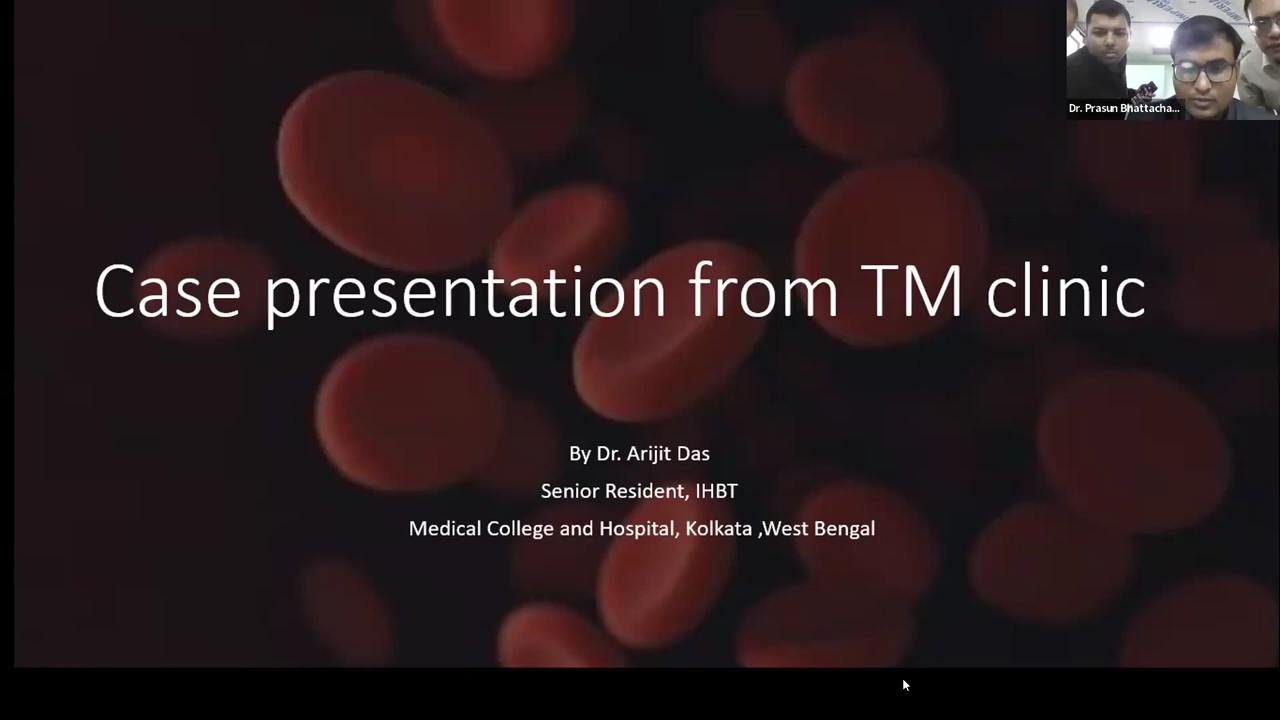 Case presentation from TM clinic
By Dr. Arijit Das
Senior Resident, IHBT
Medical College and Hospital, Kolkata ,West Bengal
Dr. Prasun Bhattacha...